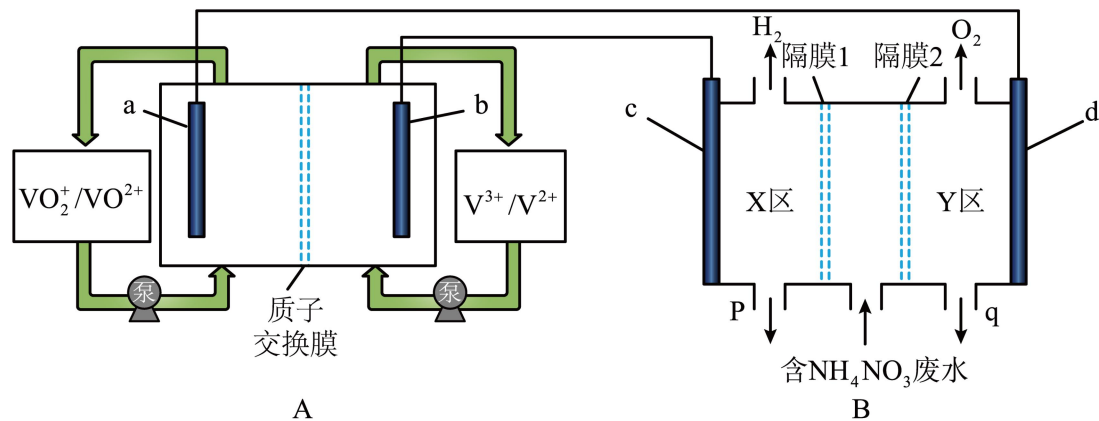 H₂
O₂
隔膜1
隔膜2
a
b
c
d
VO₂⁺/VO²⁺
V³⁺/V²⁺
X区
Y区
泵
泵
质子
交换膜
P
q
含NH₄NO₃废水
A
B